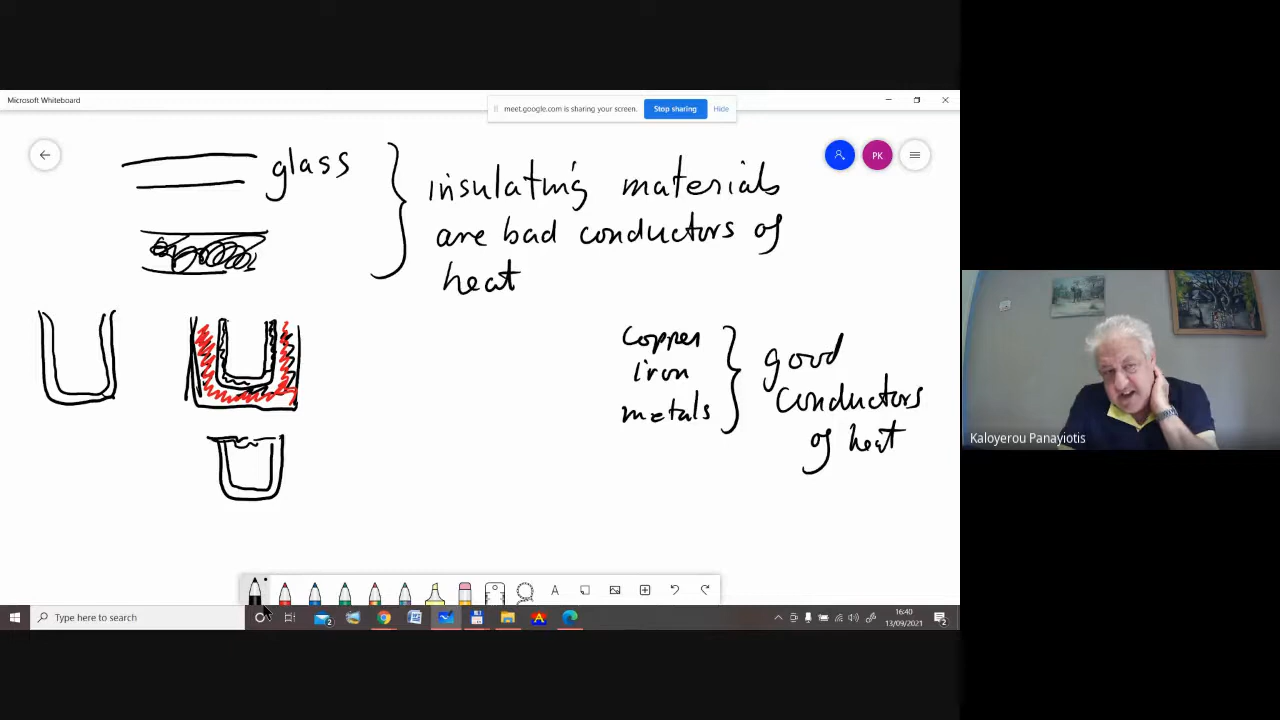 Microsoft Whiteboard
meet.google.com is sharing your screen.
Stop sharing
Hide
PK
glass
insulating materials
are bad conductors of
heat
copper
iron
metals
good
conductors
of heat
Kaloyerou Panayiotis
A
Type here to search
2
W
A
16:40
13/09/2021
2